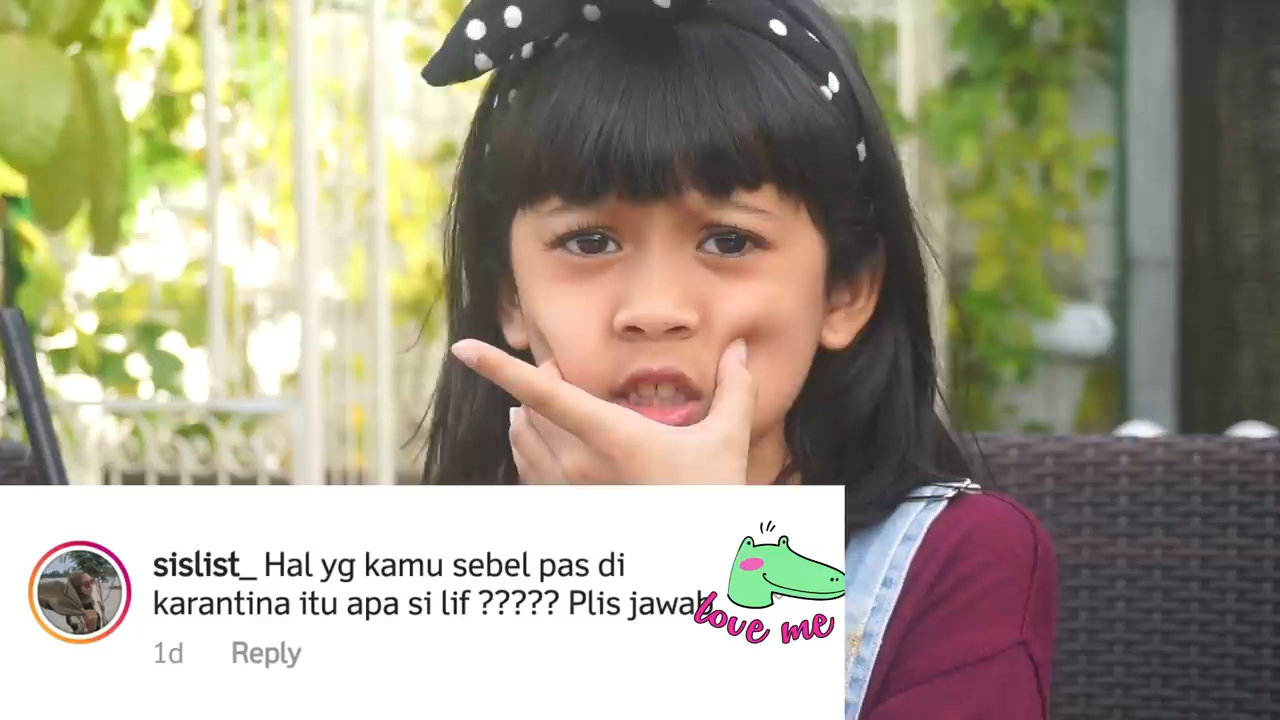 sislist_ Hal yg kamu sebel pas di
karantina itu apa si lif ????? Plis jawab
1d Reply
love me